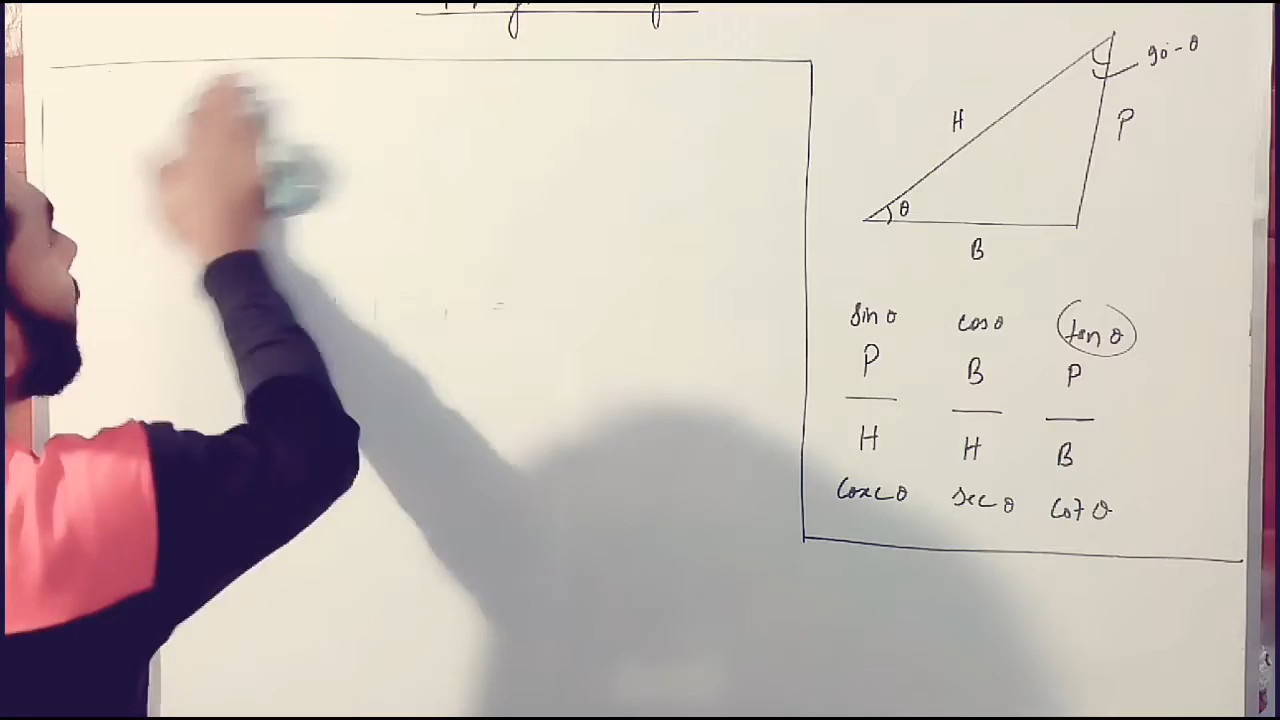 90° - θ
H
P
θ
B
sin θ cos θ tan θ
P B P
H H B
Cosec θ sec θ Cot θ